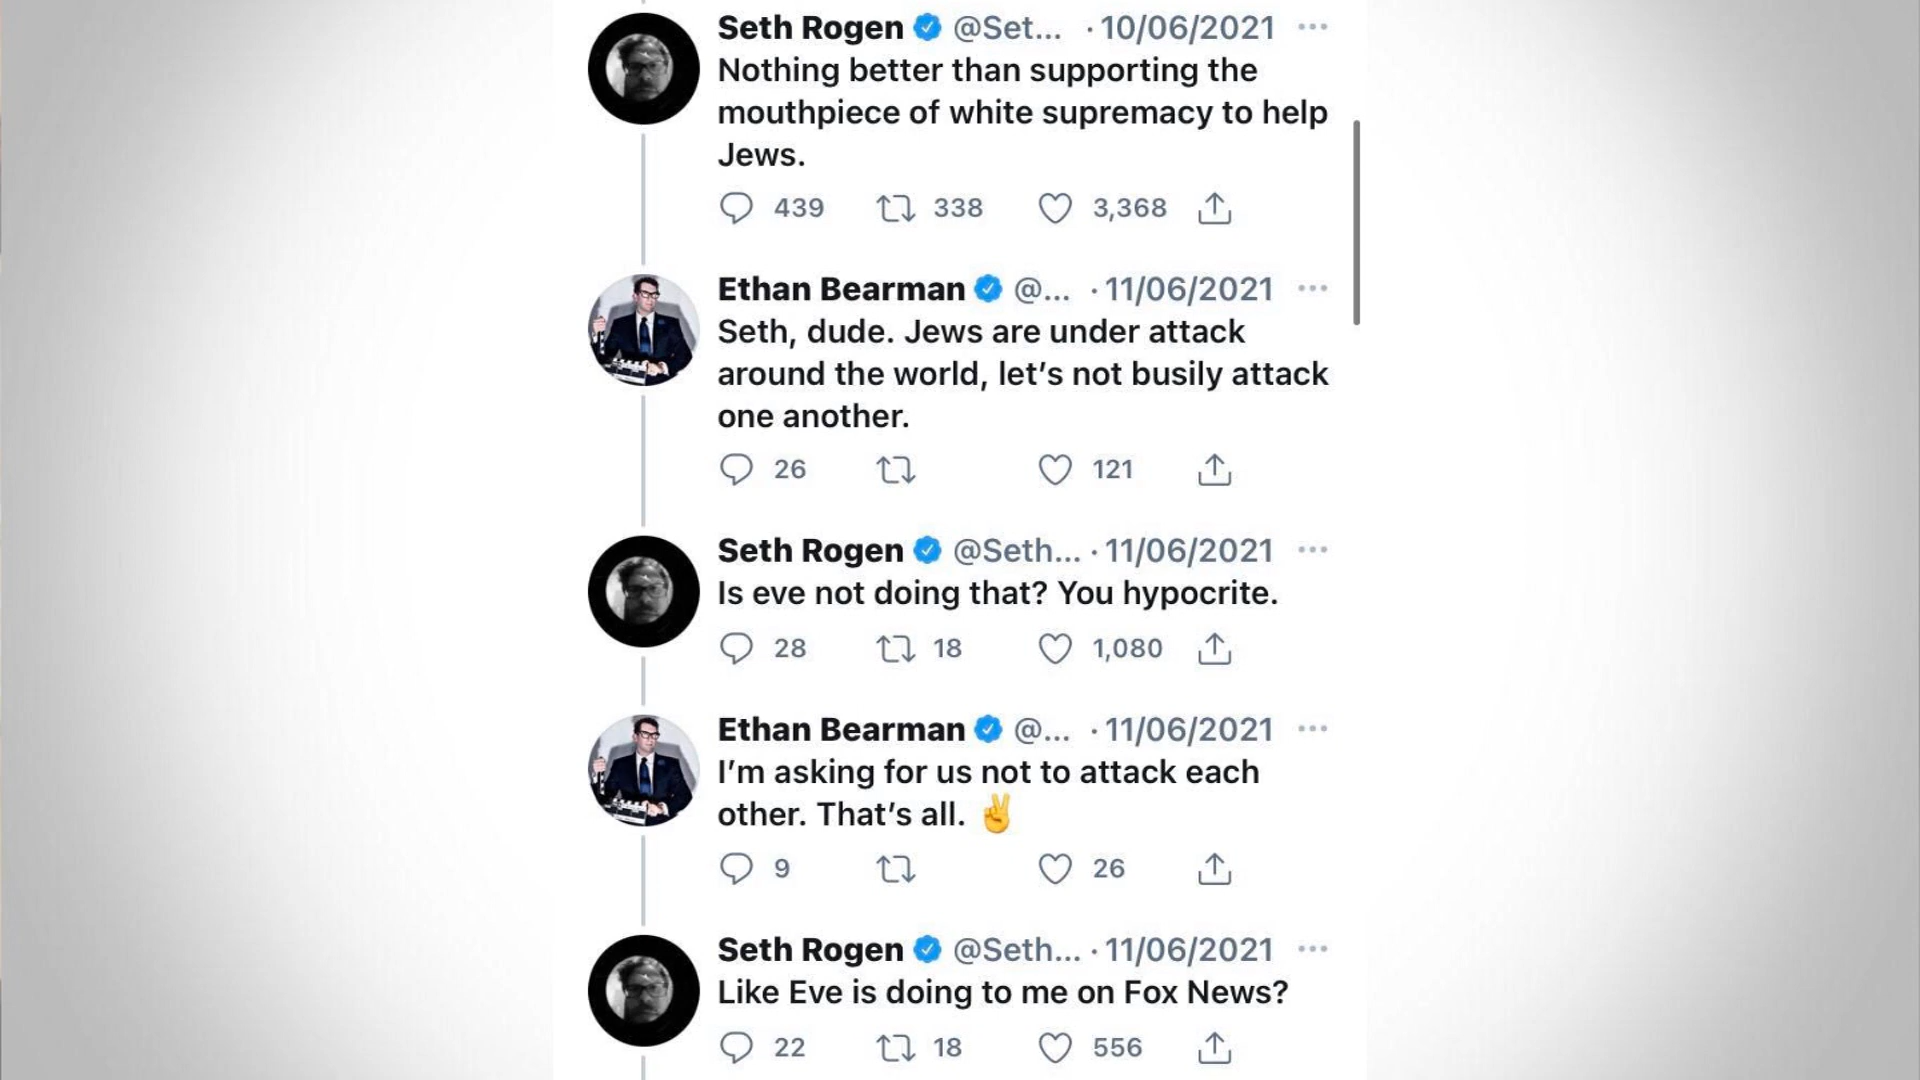 Seth Rogen @Set... · 10/06/2021 ···
Nothing better than supporting the
mouthpiece of white supremacy to help
Jews.
439 338 3,368
Ethan Bearman @... · 11/06/2021 ···
Seth, dude. Jews are under attack
around the world, let’s not busily attack
one another.
26 121
Seth Rogen @Seth... · 11/06/2021 ···
Is eve not doing that? You hypocrite.
28 18 1,080
Ethan Bearman @... · 11/06/2021 ···
I’m asking for us not to attack each
other. That’s all. ✌️
9 26
Seth Rogen @Seth... · 11/06/2021 ···
Like Eve is doing to me on Fox News?
22 18 556